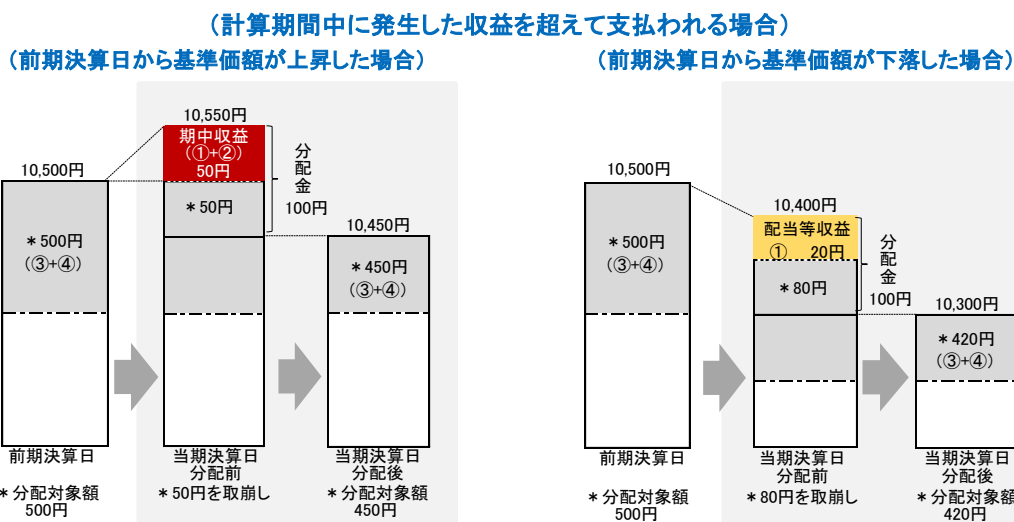 （計算期間中に発生した収益を超えて支払われる場合）
（前期決算日から基準価額が上昇した場合）
10,550円
期中収益
（①+②）
50円
10,500円
分配金
100円
＊50円
10,450円
＊500円
（③+④）
＊450円
（③+④）
前期決算日
当期決算日
分配前
当期決算日
分配後
＊分配対象額
500円
＊50円を取崩し
＊分配対象額
450円
（前期決算日から基準価額が下落した場合）
10,500円
10,400円
配当等収益
① 20円
分配金
100円
＊500円
（③+④）
＊80円
10,300円
＊420円
（③+④）
前期決算日
当期決算日
分配前
当期決算日
分配後
＊分配対象額
500円
＊80円を取崩し
＊分配対象額
420円